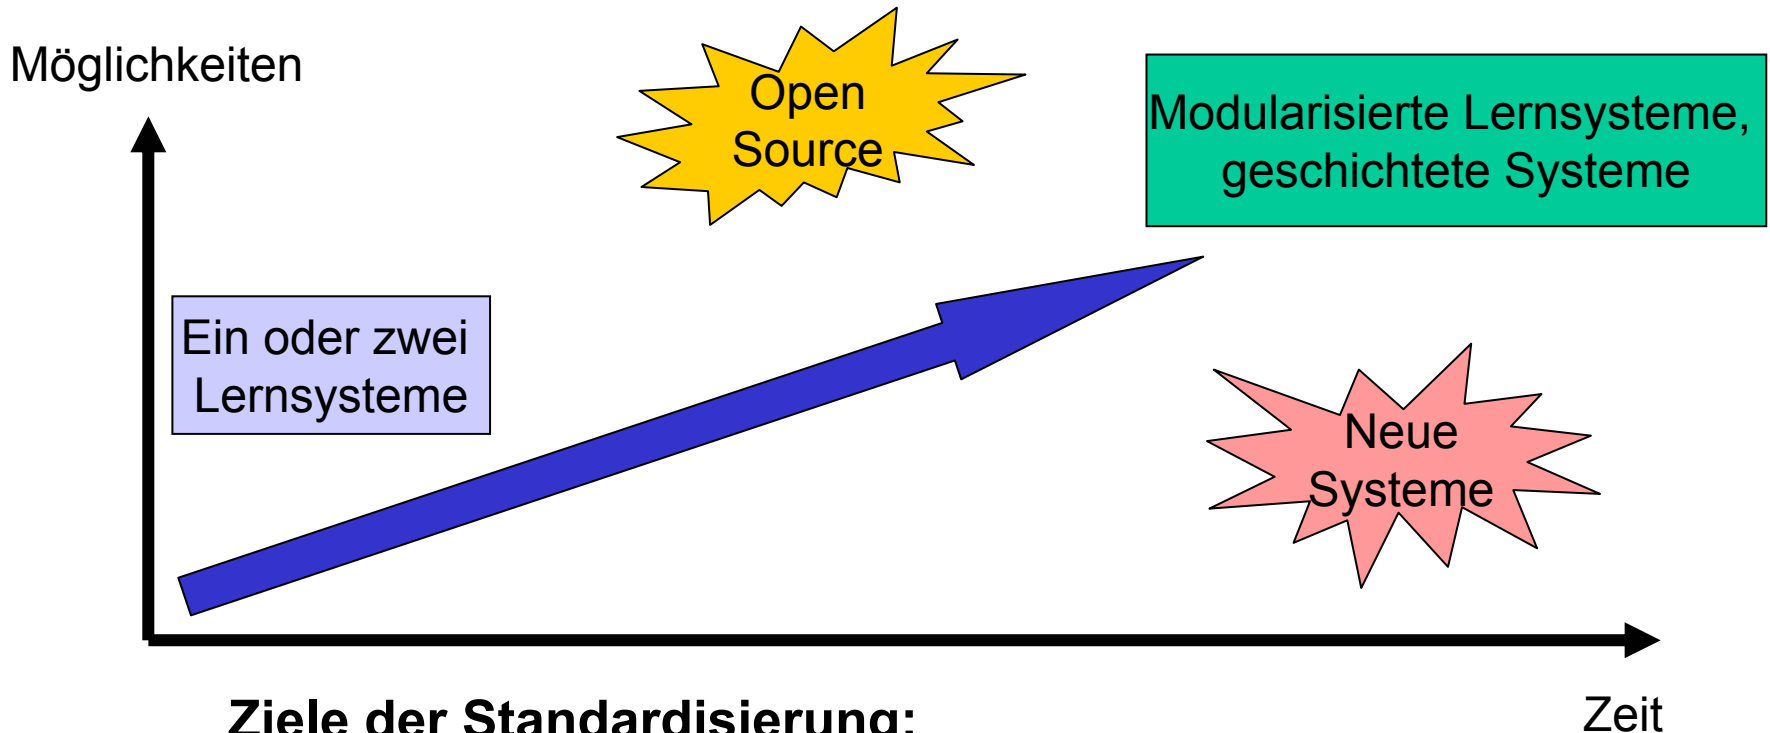 Möglichkeiten
Open
Source
Modularisierte Lernsysteme,
geschichtete Systeme
Ein oder zwei
Lernsysteme
Neue
Systeme
Zeit
Ziele der Standardisierung: